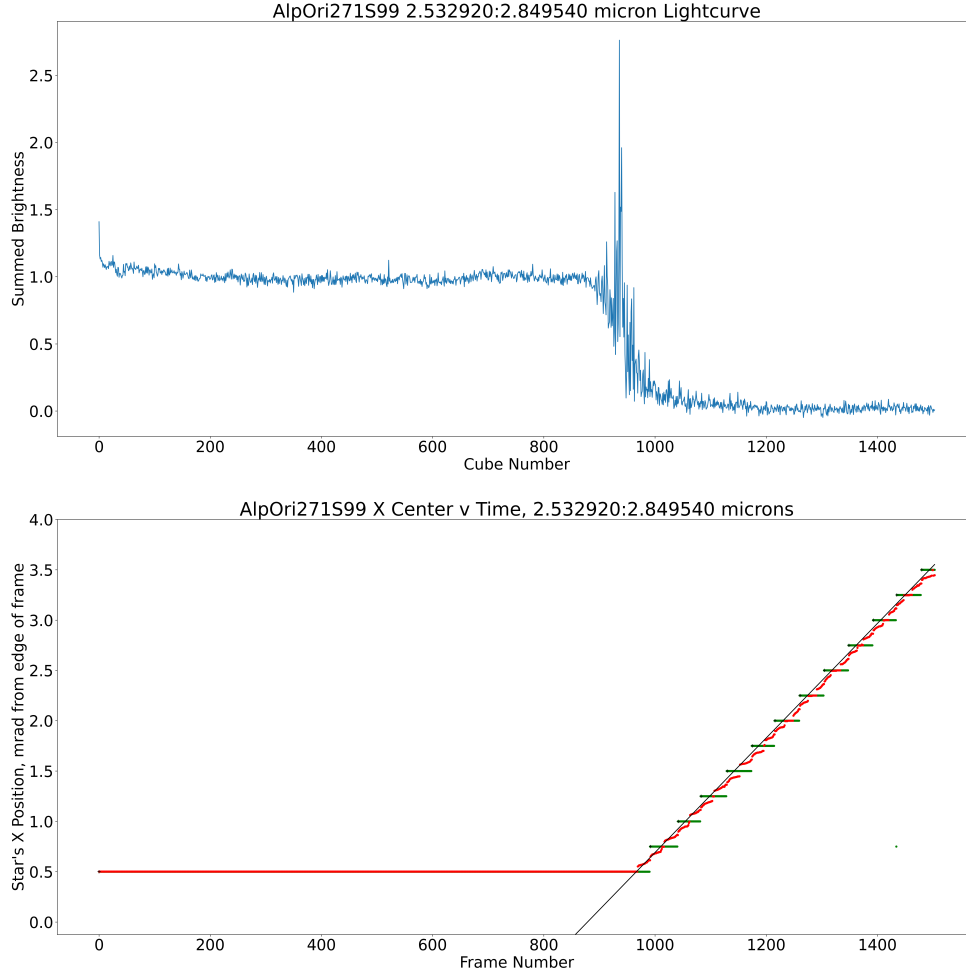 AlpOri271S99 2.532920:2.849540 micron Lightcurve
Summed Brightness
2.5
2.0
1.5
1.0
0.5
0.0
0 200 400 600 800 1000 1200 1400
Cube Number
AlpOri271S99 X Center v Time, 2.532920:2.849540 microns
Star's X Position, mrad from edge of frame
4.0
3.5
3.0
2.5
2.0
1.5
1.0
0.5
0.0
0 200 400 600 800 1000 1200 1400
Frame Number